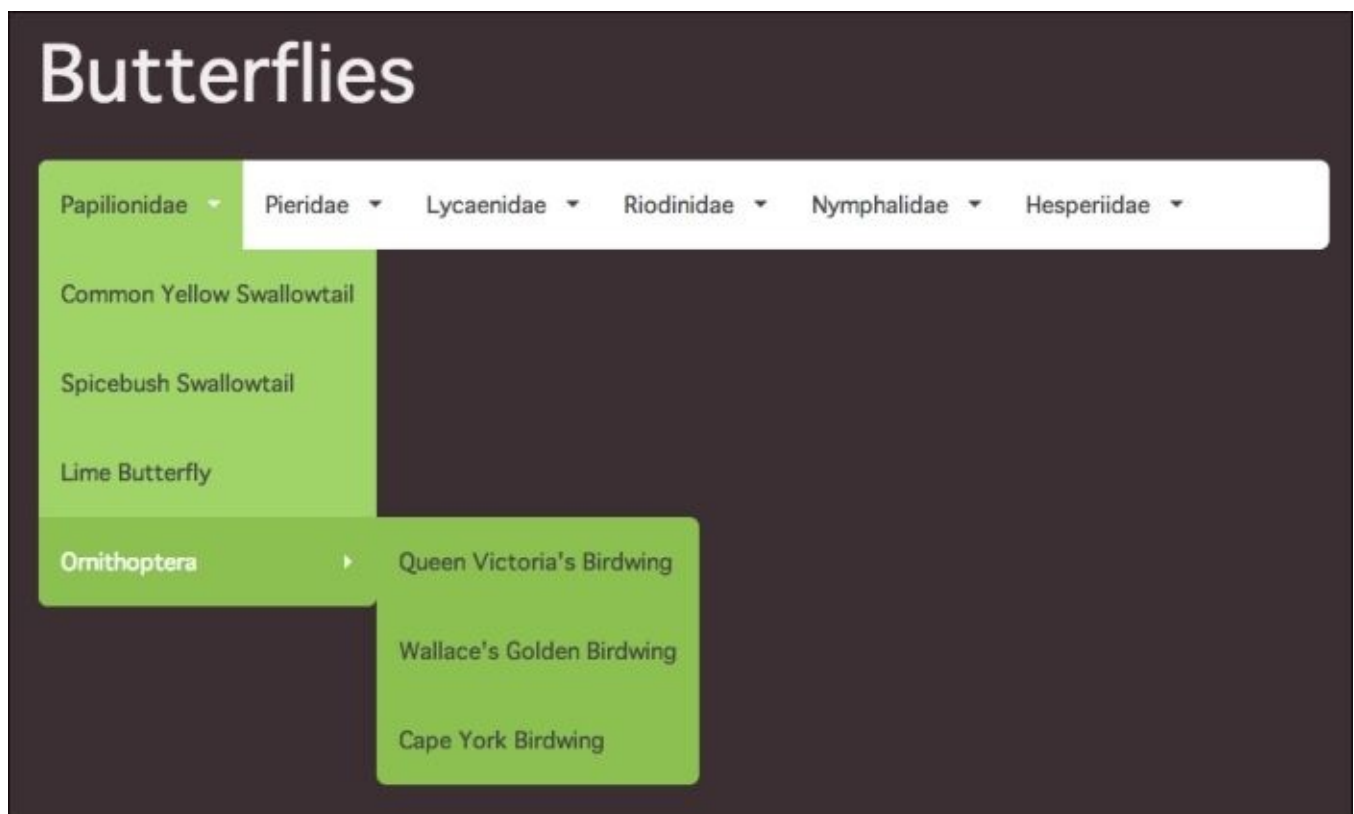 Butterflies
Papilionidae Pieridae Lycaenidae Riodinidae Nymphalidae Hesperiidae
Common Yellow Swallowtail
Spicebush Swallowtail
Lime Butterfly
Ornithoptera
Queen Victoria's Birdwing
Wallace's Golden Birdwing
Cape York Birdwing